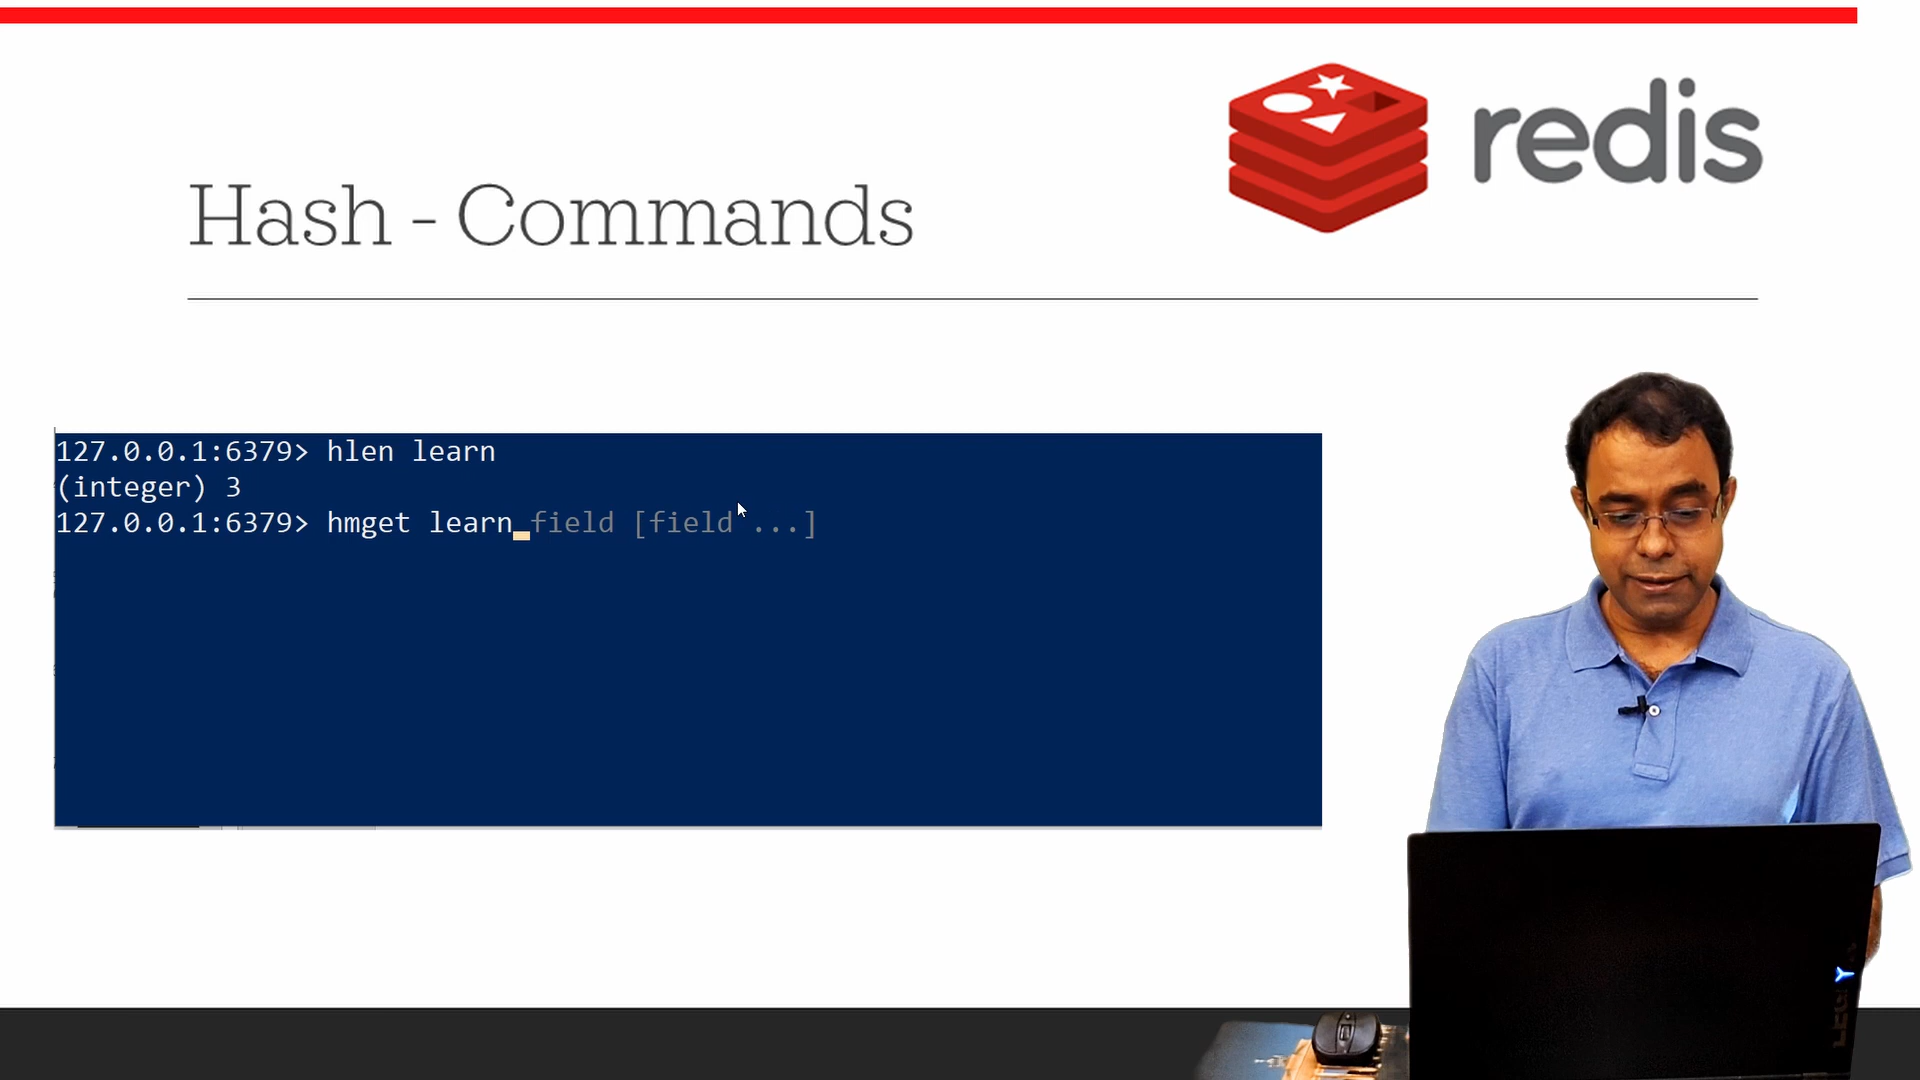 redis
Hash - Commands
127.0.0.1:6379> hlen learn
(integer) 3
127.0.0.1:6379> hmget learn field [field ...]